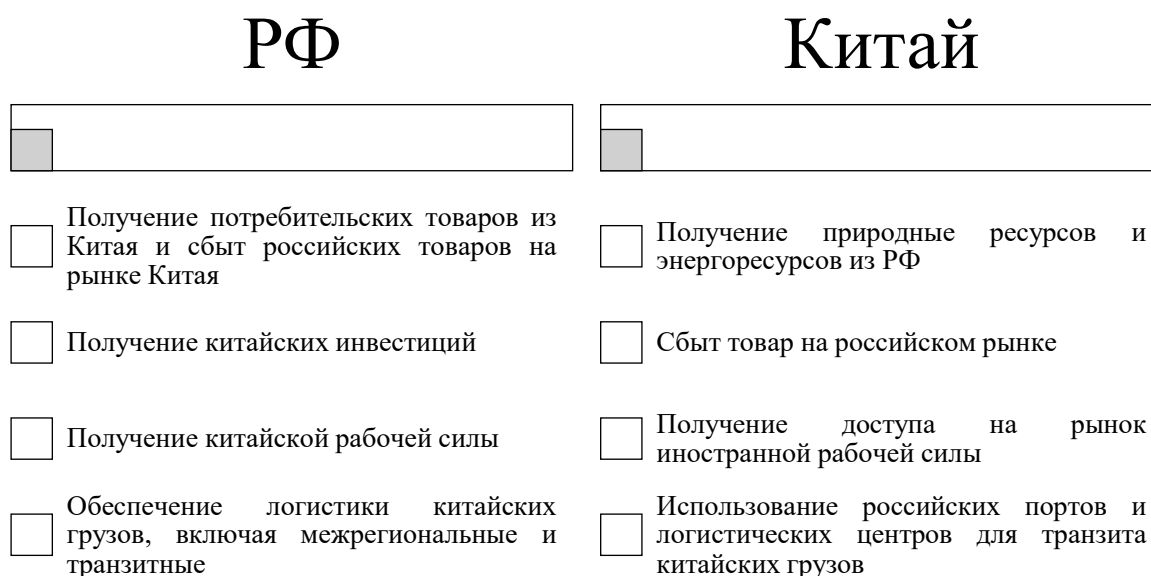 РФ
Китай
Получение потребительских товаров из
Китая и сбыт российских товаров на
рынке Китая
Получение китайских инвестиций
Получение китайской рабочей силы
Обеспечение логистики китайских
грузов, включая межрегиональные и
транзитные
Получение природные ресурсов и
энергоресурсов из РФ
Сбыт товар на российском рынке
Получение доступа на рынок
иностранной рабочей силы
Использование российских портов и
логистических центров для транзита
китайских грузов